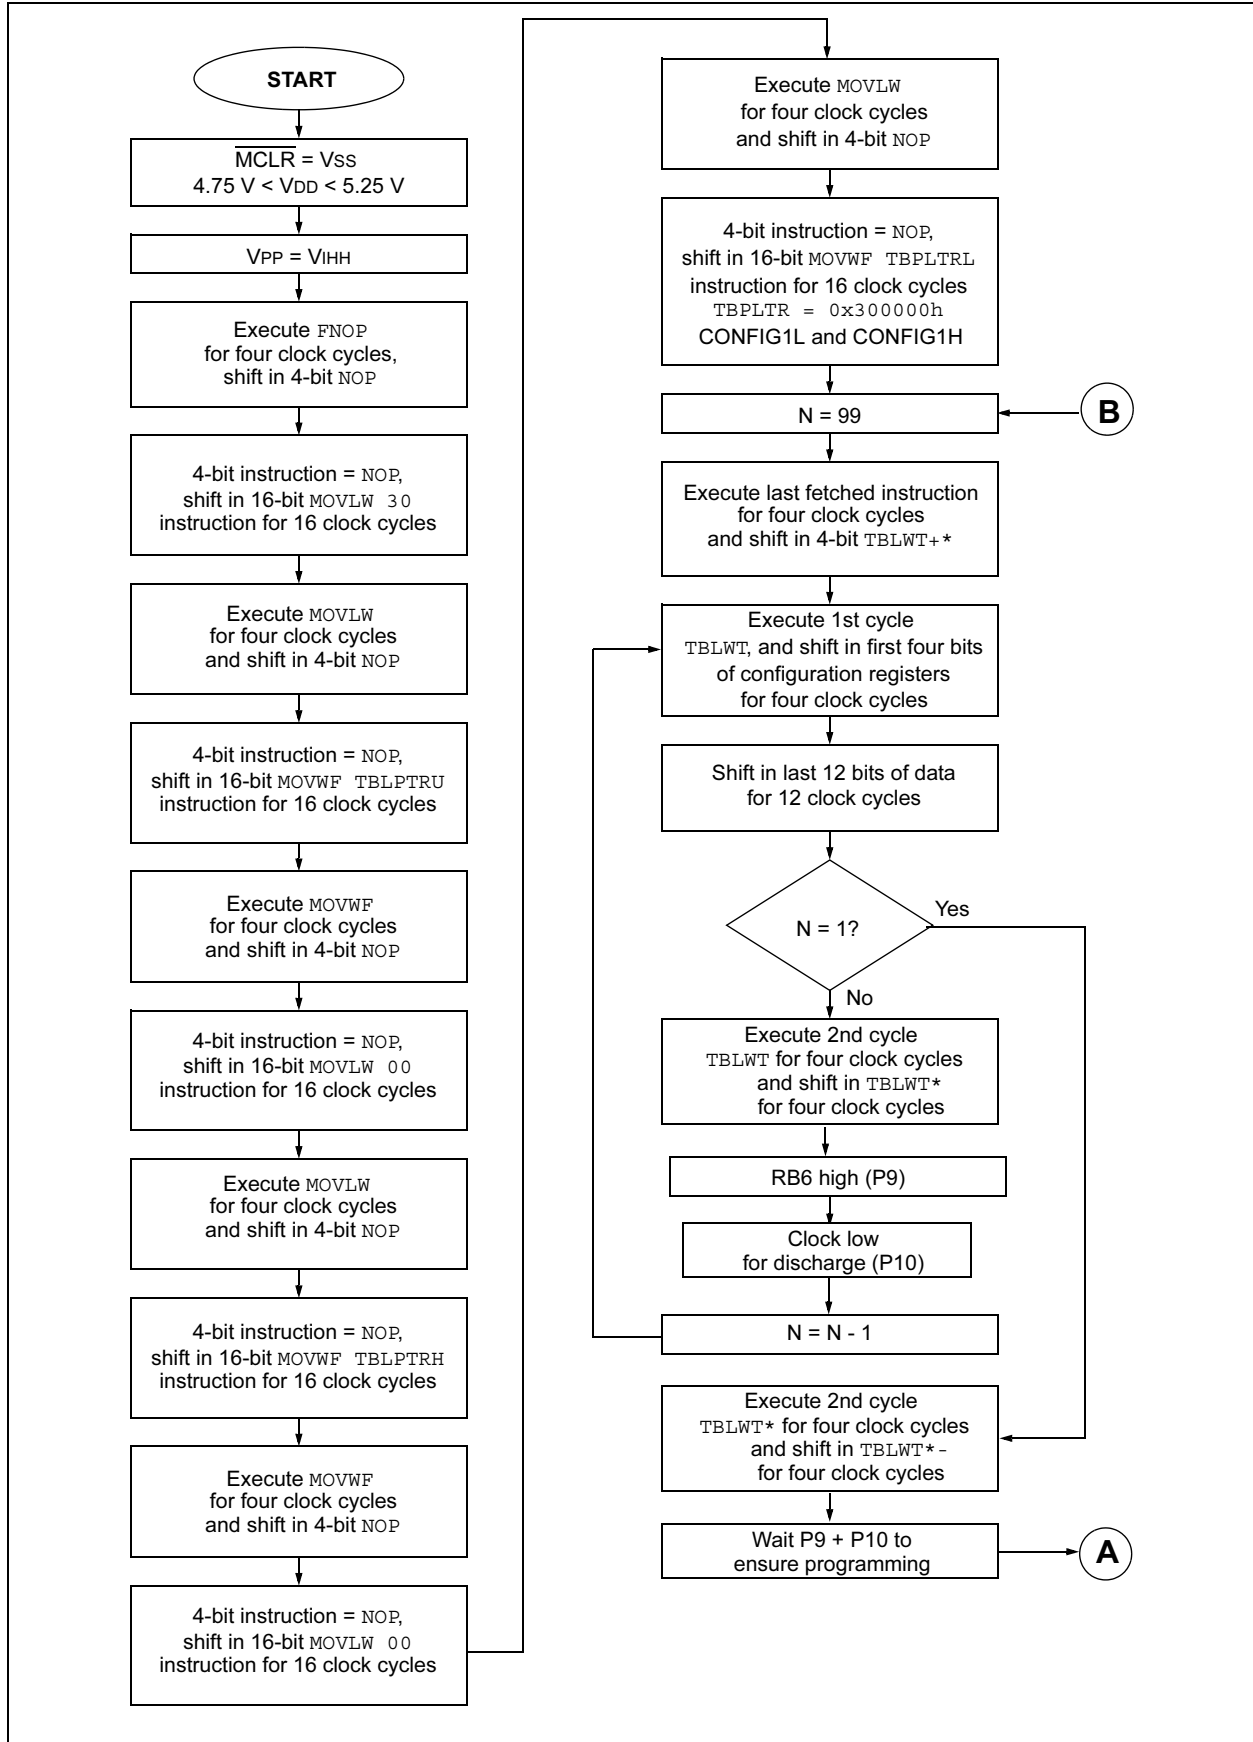 START
MCLR = VSS
4.75 V < VDD < 5.25 V
VPP = VIHH
Execute FNOP
for four clock cycles,
shift in 4-bit NOP
4-bit instruction = NOP,
shift in 16-bit MOVLW 30
instruction for 16 clock cycles
Execute MOVLW
for four clock cycles
and shift in 4-bit NOP
4-bit instruction = NOP,
shift in 16-bit MOVWF TBLPTRU
instruction for 16 clock cycles
Execute MOVWF
for four clock cycles
and shift in 4-bit NOP
4-bit instruction = NOP,
shift in 16-bit MOVLW 00
instruction for 16 clock cycles
Execute MOVLW
for four clock cycles
and shift in 4-bit NOP
4-bit instruction = NOP,
shift in 16-bit MOVWF TBLPTRH
instruction for 16 clock cycles
Execute MOVWF
for four clock cycles
and shift in 4-bit NOP
4-bit instruction = NOP,
shift in 16-bit MOVLW 00
instruction for 16 clock cycles
Execute MOVLW
for four clock cycles
and shift in 4-bit NOP
4-bit instruction = NOP,
shift in 16-bit MOVWF TBPLTRL
instruction for 16 clock cycles
TBPLTR = 0x300000h
CONFIG1L and CONFIG1H
N = 99
B
Execute last fetched instruction
for four clock cycles
and shift in 4-bit TBLWT+*
Execute 1st cycle
TBLWT, and shift in first four bits
of configuration registers
for four clock cycles
Shift in last 12 bits of data
for 12 clock cycles
N = 1?
Yes
No
Execute 2nd cycle
TBLWT for four clock cycles
and shift in TBLWT*
for four clock cycles
RB6 high (P9)
Clock low
for discharge (P10)
N = N - 1
Execute 2nd cycle
TBLWT* for four clock cycles
and shift in TBLWT*-
for four clock cycles
Wait P9 + P10 to
ensure programming
A